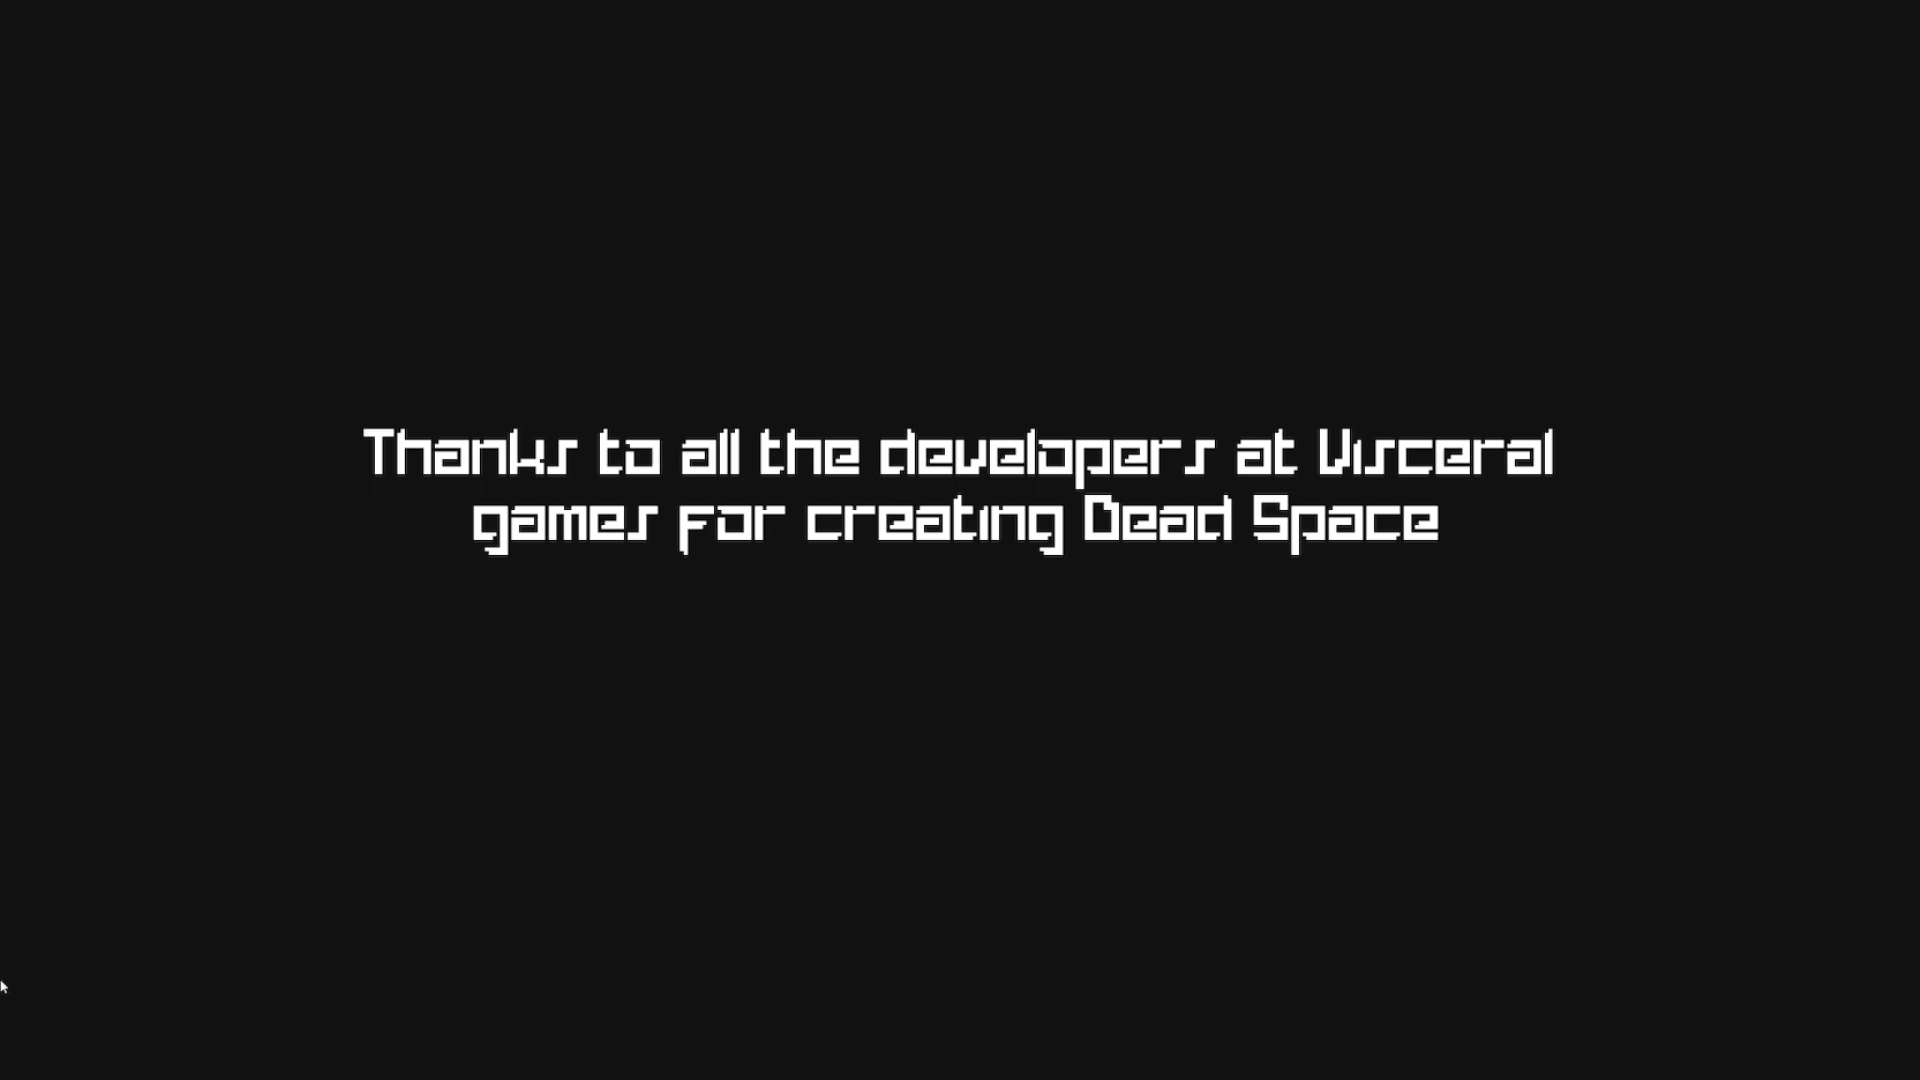 Thanks to all the developers at Visceral
games for creating Dead Space